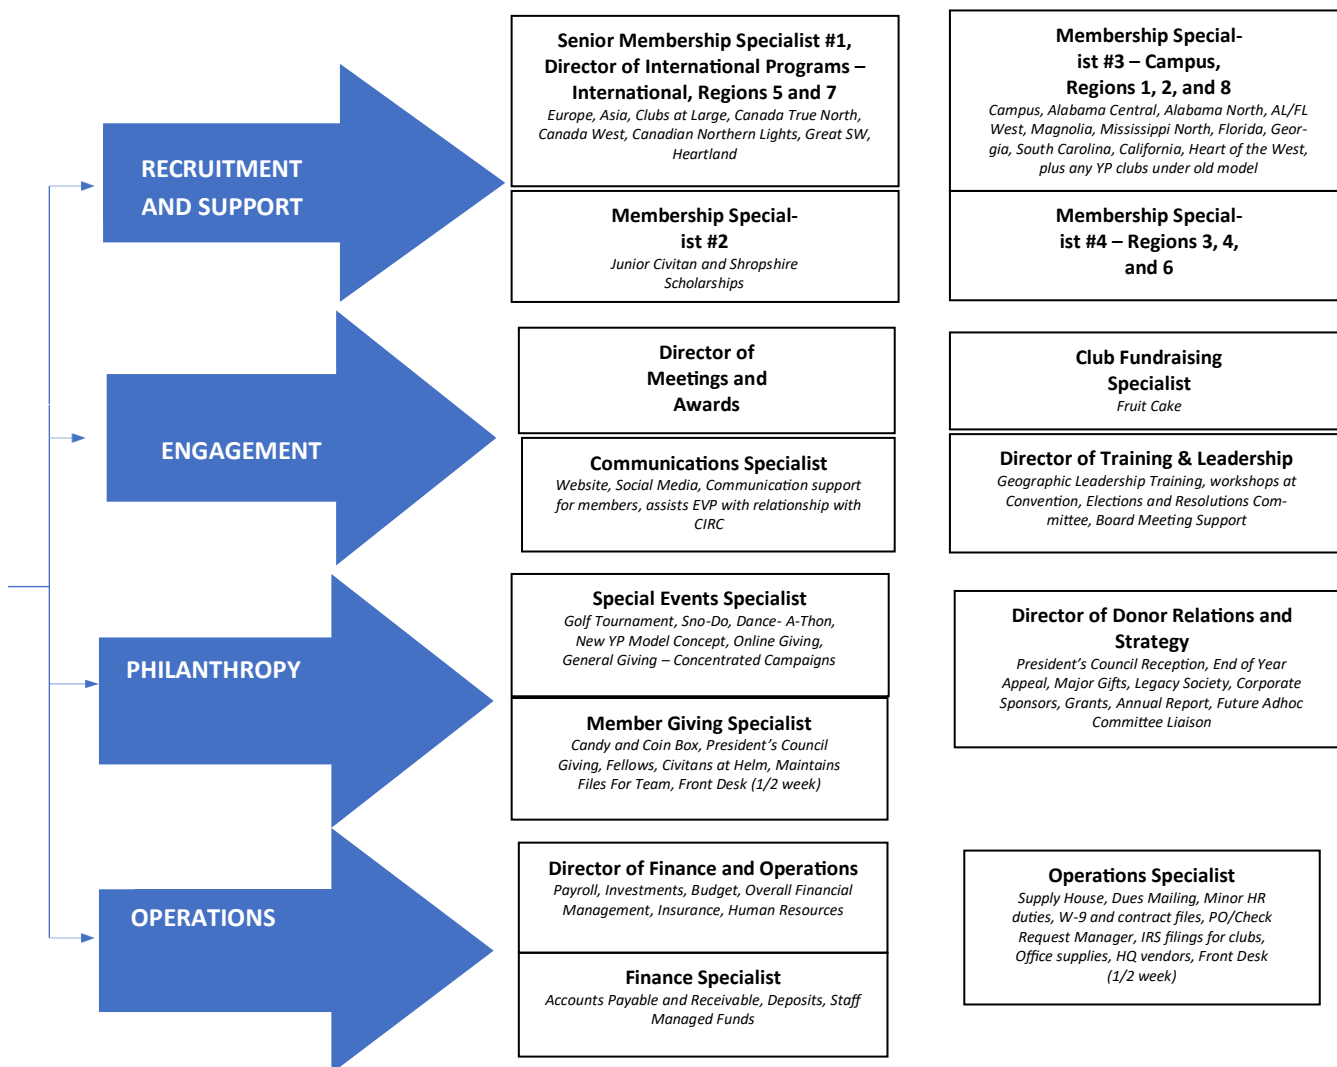 RECRUITMENT
AND SUPPORT
Senior Membership Specialist #1,
Director of International Programs –
International, Regions 5 and 7
Europe, Asia, Clubs at Large, Canada True North,
Canada West, Canadian Northern Lights, Great SW,
Heartland
Membership Special-
ist #2
Junior Civitan and Shropshire
Scholarships
Membership Special-
ist #3 – Campus,
Regions 1, 2, and 8
Campus, Alabama Central, Alabama North, AL/FL
West, Magnolia, Mississippi North, Florida, Geor-
gia, South Carolina, California, Heart of the West,
plus any YP clubs under old model
Membership Special-
ist #4 – Regions 3, 4,
and 6
ENGAGEMENT
Director of
Meetings and
Awards
Communications Specialist
Website, Social Media, Communication support
for members, assists EVP with relationship with
CIRC
Club Fundraising
Specialist
Fruit Cake
Director of Training & Leadership
Geographic Leadership Training, workshops at
Convention, Elections and Resolutions Com-
mittee, Board Meeting Support
PHILANTHROPY
Special Events Specialist
Golf Tournament, Sno-Do, Dance- A-Thon,
New YP Model Concept, Online Giving,
General Giving – Concentrated Campaigns
Member Giving Specialist
Candy and Coin Box, President’s Council
Giving, Fellows, Civitans at Helm, Maintains
Files For Team, Front Desk (1/2 week)
Director of Donor Relations and
Strategy
President’s Council Reception, End of Year
Appeal, Major Gifts, Legacy Society, Corporate
Sponsors, Grants, Annual Report, Future Adhoc
Committee Liaison
OPERATIONS
Director of Finance and Operations
Payroll, Investments, Budget, Overall Financial
Management, Insurance, Human Resources
Finance Specialist
Accounts Payable and Receivable, Deposits, Staff
Managed Funds
Operations Specialist
Supply House, Dues Mailing, Minor HR
duties, W-9 and contract files, PO/Check
Request Manager, IRS filings for clubs,
Office supplies, HQ vendors, Front Desk
(1/2 week)